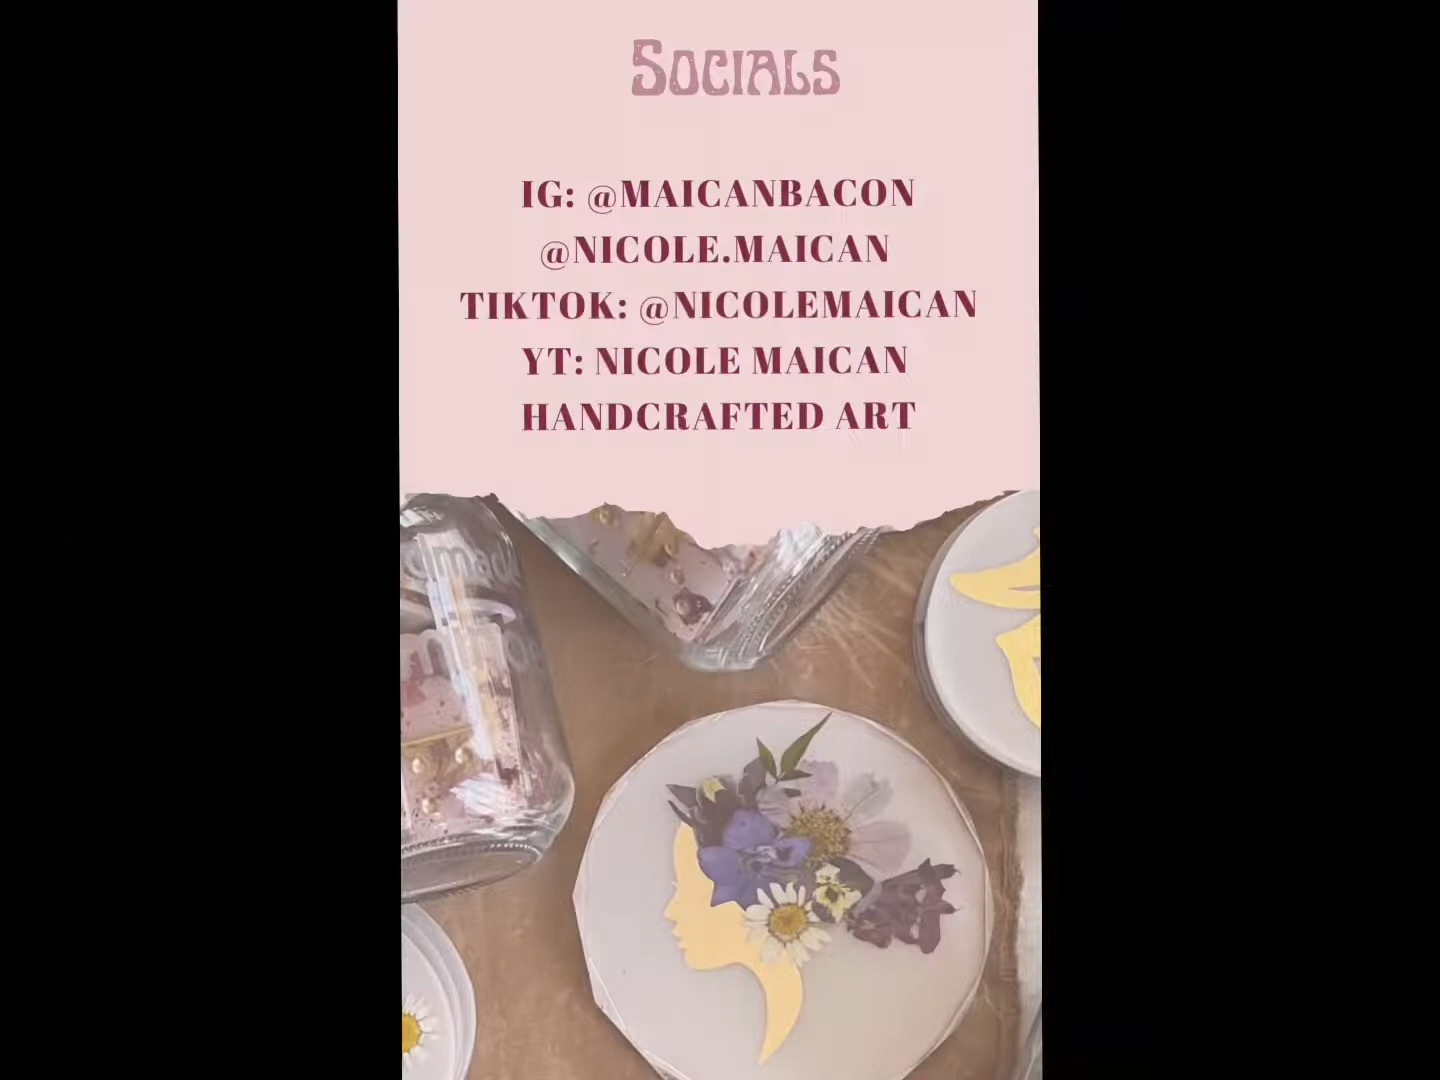 SOCIALS
IG: @MAICANBACON
@NICOLE.MAICAN
TIKTOK: @NICOLEMAICAN
YT: NICOLE MAICAN
HANDCRAFTED ART